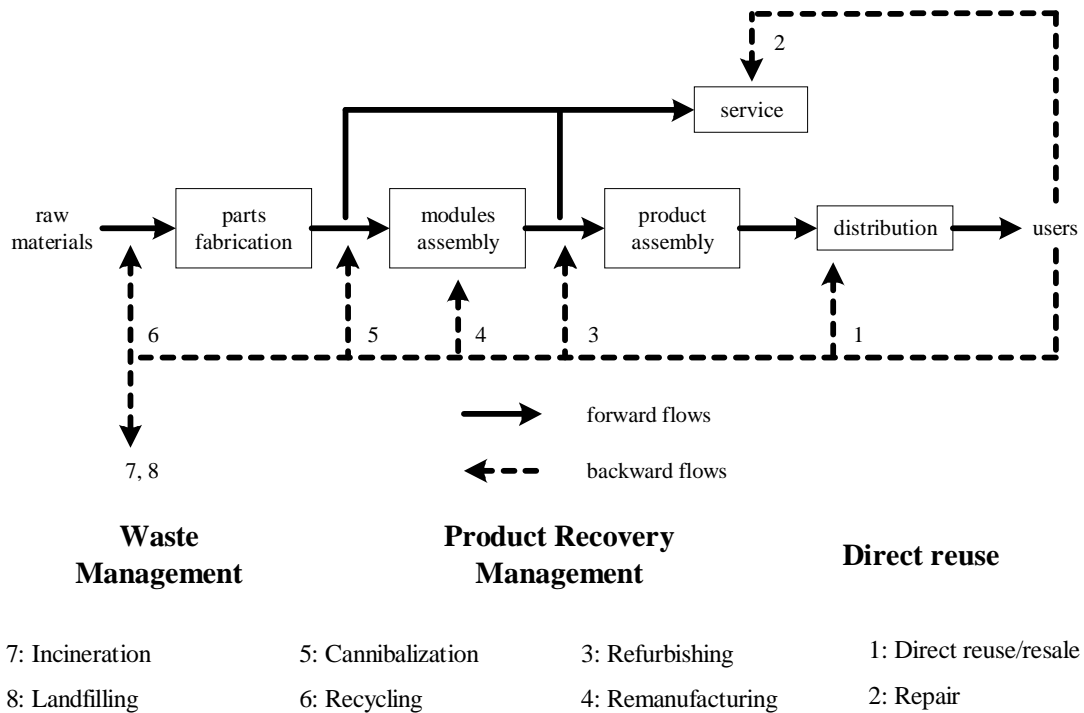 2
service
raw
materials
parts
fabrication
modules
assembly
product
assembly
distribution
users
6
5
4
3
1
forward flows
7, 8
backward flows
Waste
Management
Product Recovery
Management
Direct reuse
7: Incineration
5: Cannibalization
3: Refurbishing
1: Direct reuse/resale
8: Landfilling
6: Recycling
4: Remanufacturing
2: Repair